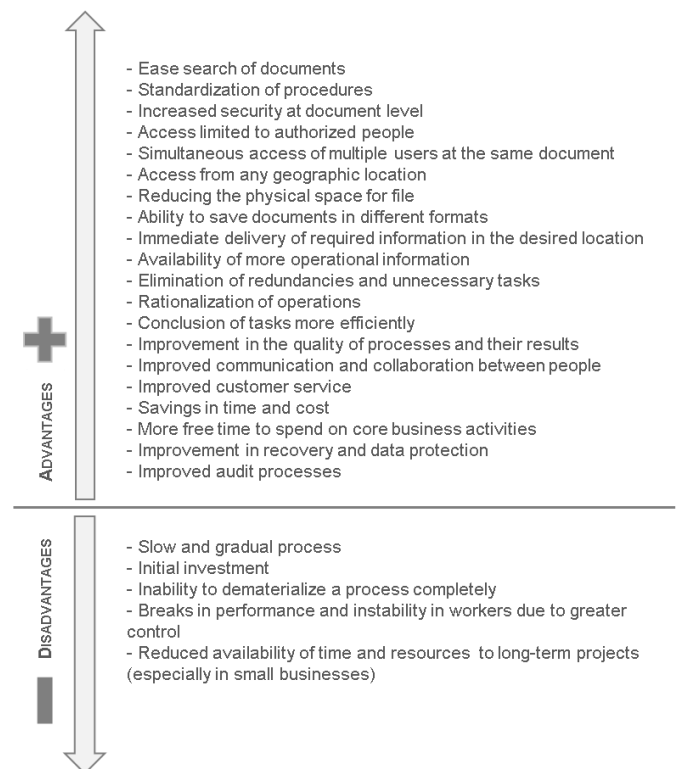 - Ease search of documents
- Standardization of procedures
- Increased security at document level
- Access limited to authorized people
- Simultaneous access of multiple users at the same document
- Access from any geographic location
- Reducing the physical space for file
- Ability to save documents in different formats
- Immediate delivery of required information in the desired location
- Availability of more operational information
- Elimination of redundancies and unnecessary tasks
- Rationalization of operations
- Conclusion of tasks more efficiently
- Improvement in the quality of processes and their results
- Improved communication and collaboration between people
- Improved customer service
- Savings in time and cost
- More free time to spend on core business activities
- Improvement in recovery and data protection
- Improved audit processes
ADVANTAGES
- Slow and gradual process
- Initial investment
- Inability to dematerialize a process completely
- Breaks in performance and instability in workers due to greater
control
- Reduced availability of time and resources to long-term projects
(especially in small businesses)
DISADVANTAGES